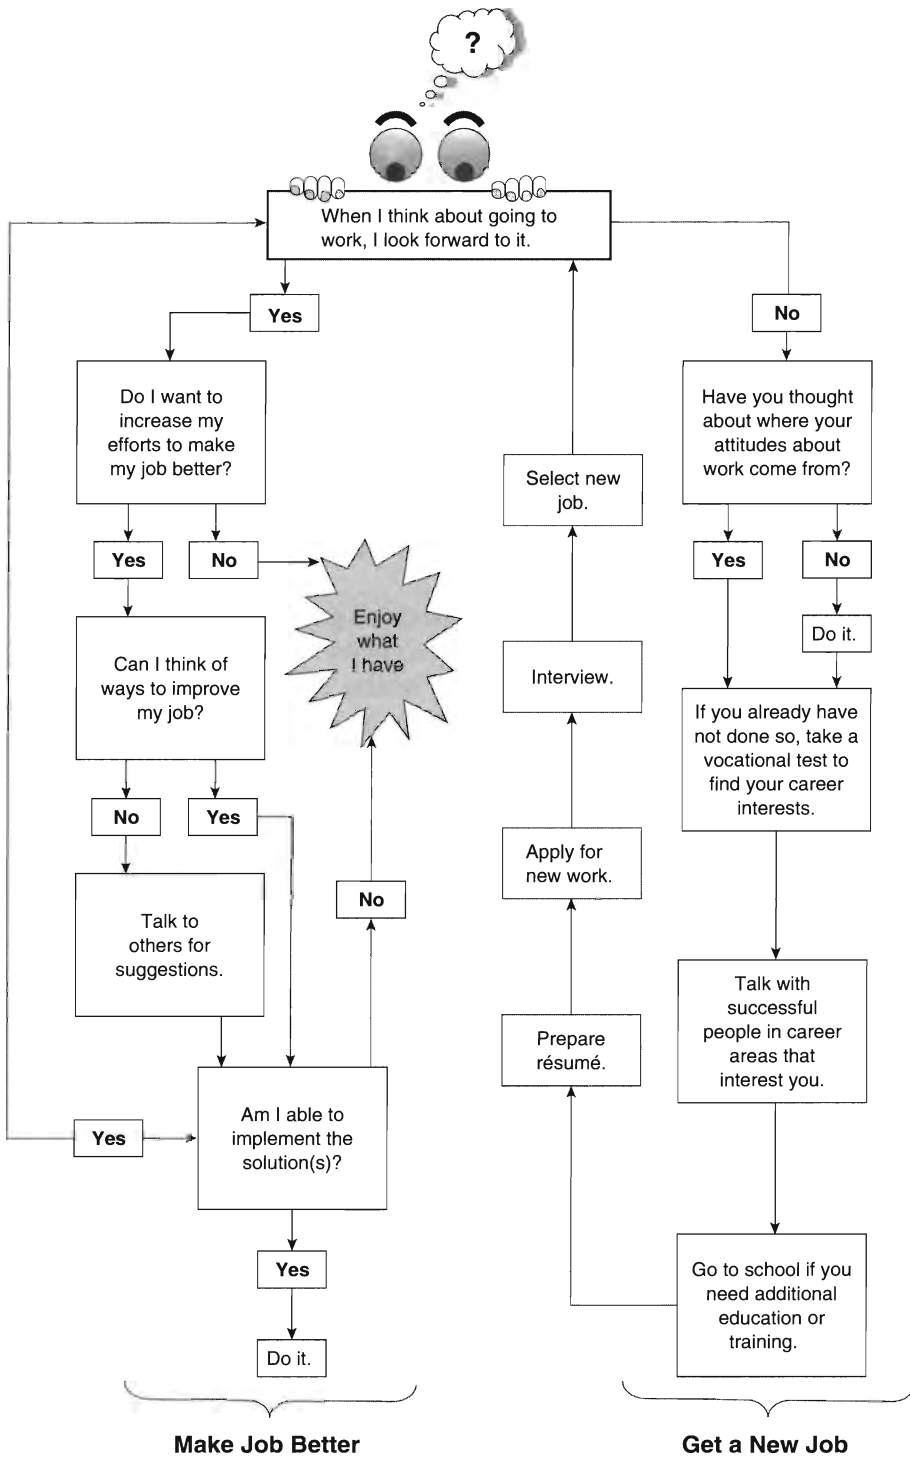 ?
When I think about going to
work, I look forward to it.
Yes
No
Do I want to
increase my
efforts to make
my job better?
Have you thought
about where your
attitudes about
work come from?
Select new
job.
Yes
No
Enjoy
what
I have
Yes
No
Do it.
Can I think of
ways to improve
my job?
Interview.
If you already have
not done so, take a
vocational test to
find your career
interests.
No
Yes
Apply for
new work.
No
Talk to
others for
suggestions.
Talk with
successful
people in career
areas that
interest you.
Prepare
résumé.
Yes
Am I able to
implement the
solution(s)?
Yes
Go to school if you
need additional
education or
training.
Do it.
Make Job Better
Get a New Job